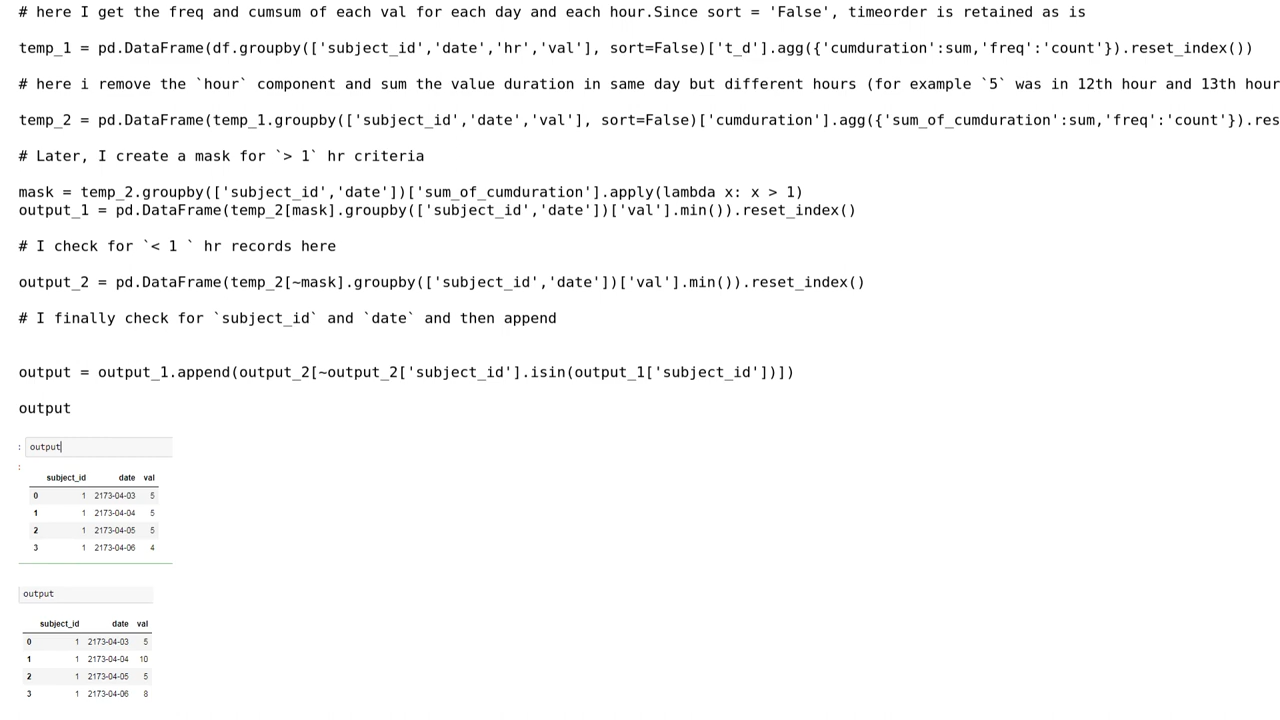 # here I get the freq and cumsum of each val for each day and each hour.Since sort = 'False', timeorder is retained as is
temp_1 = pd.DataFrame(df.groupby(['subject_id','date','hr','val'], sort=False)['t_d'].agg({'cumduration':sum,'freq':'count'}).reset_index())
# here i remove the `hour` component and sum the value duration in same day but different hours (for example `5` was in 12th hour and 13th hour
temp_2 = pd.DataFrame(temp_1.groupby(['subject_id','date','val'], sort=False)['cumduration'].agg({'sum_of_cumduration':sum,'freq':'count'}).res
# Later, I create a mask for `> 1` hr criteria
mask = temp_2.groupby(['subject_id','date'])['sum_of_cumduration'].apply(lambda x: x > 1)
output_1 = pd.DataFrame(temp_2[mask].groupby(['subject_id','date'])['val'].min()).reset_index()
# I check for `< 1 ` hr records here
output_2 = pd.DataFrame(temp_2[~mask].groupby(['subject_id','date'])['val'].min()).reset_index()
# I finally check for `subject_id` and `date` and then append
output = output_1.append(output_2[~output_2['subject_id'].isin(output_1['subject_id'])])
output
: output
:
subject_id date val
0 1 2173-04-03 5
1 1 2173-04-04 5
2 1 2173-04-05 5
3 1 2173-04-06 4
output
subject_id date val
0 1 2173-04-03 5
1 1 2173-04-04 10
2 1 2173-04-05 5
3 1 2173-04-06 8